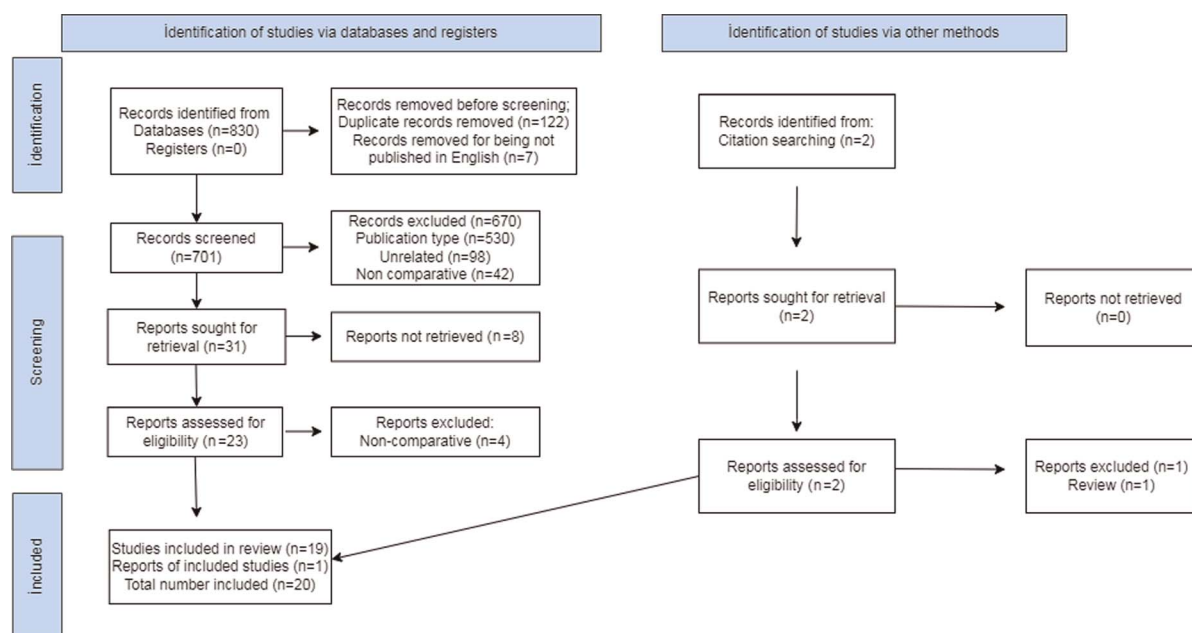 İdentification of studies via databases and registers
İdentification of studies via other methods
İdentification
Records identified from
Databases (n=830)
Registers (n=0)
Records removed before screening;
Duplicate records removed (n=122)
Records removed for being not
published in English (n=7)
Records identified from:
Citation searching (n=2)
Screening
Records screened
(n=701)
Records excluded (n=670)
Publication type (n=530)
Unrelated (n=98)
Non comparative (n=42)
Reports sought for
retrieval (n=31)
Reports not retrieved (n=8)
Reports sought for retrieval
(n=2)
Reports not retrieved
(n=0)
Reports assessed for
eligibility (n=23)
Reports excluded:
Non-comparative (n=4)
Reports assessed for
eligibility (n=2)
Reports excluded (n=1)
Review (n=1)
İncluded
Studies included in review (n=19)
Reports of included studies (n=1)
Total number included (n=20)